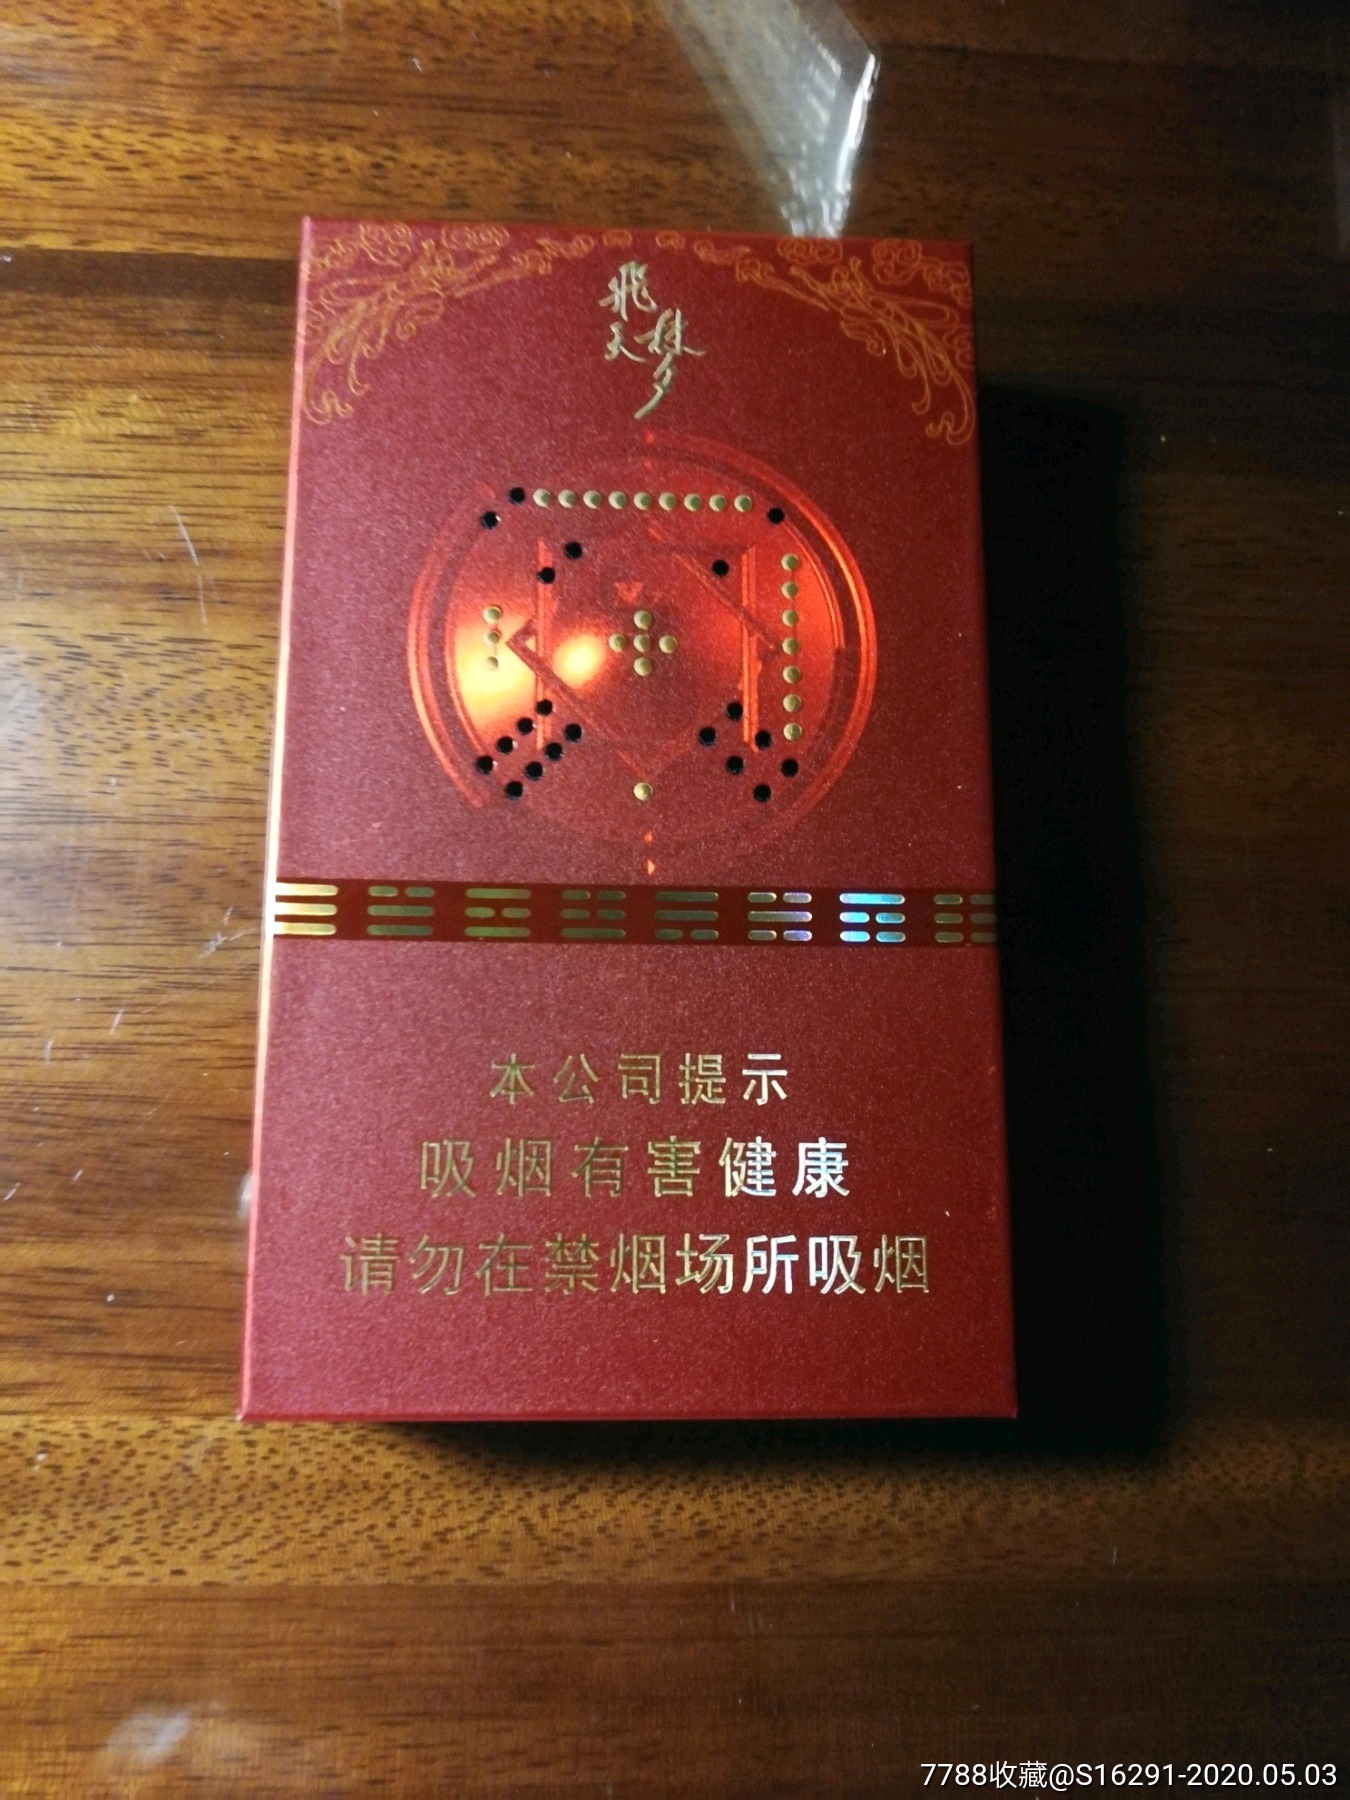 飛天梦
本公司提示
吸烟有害健康
请勿在禁烟场所吸烟
7788收藏@S16291-2020.05.03